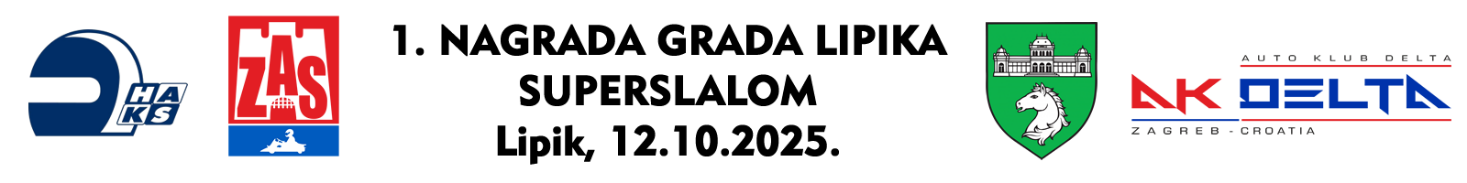 HAKS
ZAS
1. NAGRADA GRADA LIPIKA
SUPERSLALOM
Lipik, 12.10.2025.
AUTO KLUB DELTA
AK DELTA
ZAGREB - CROATIA